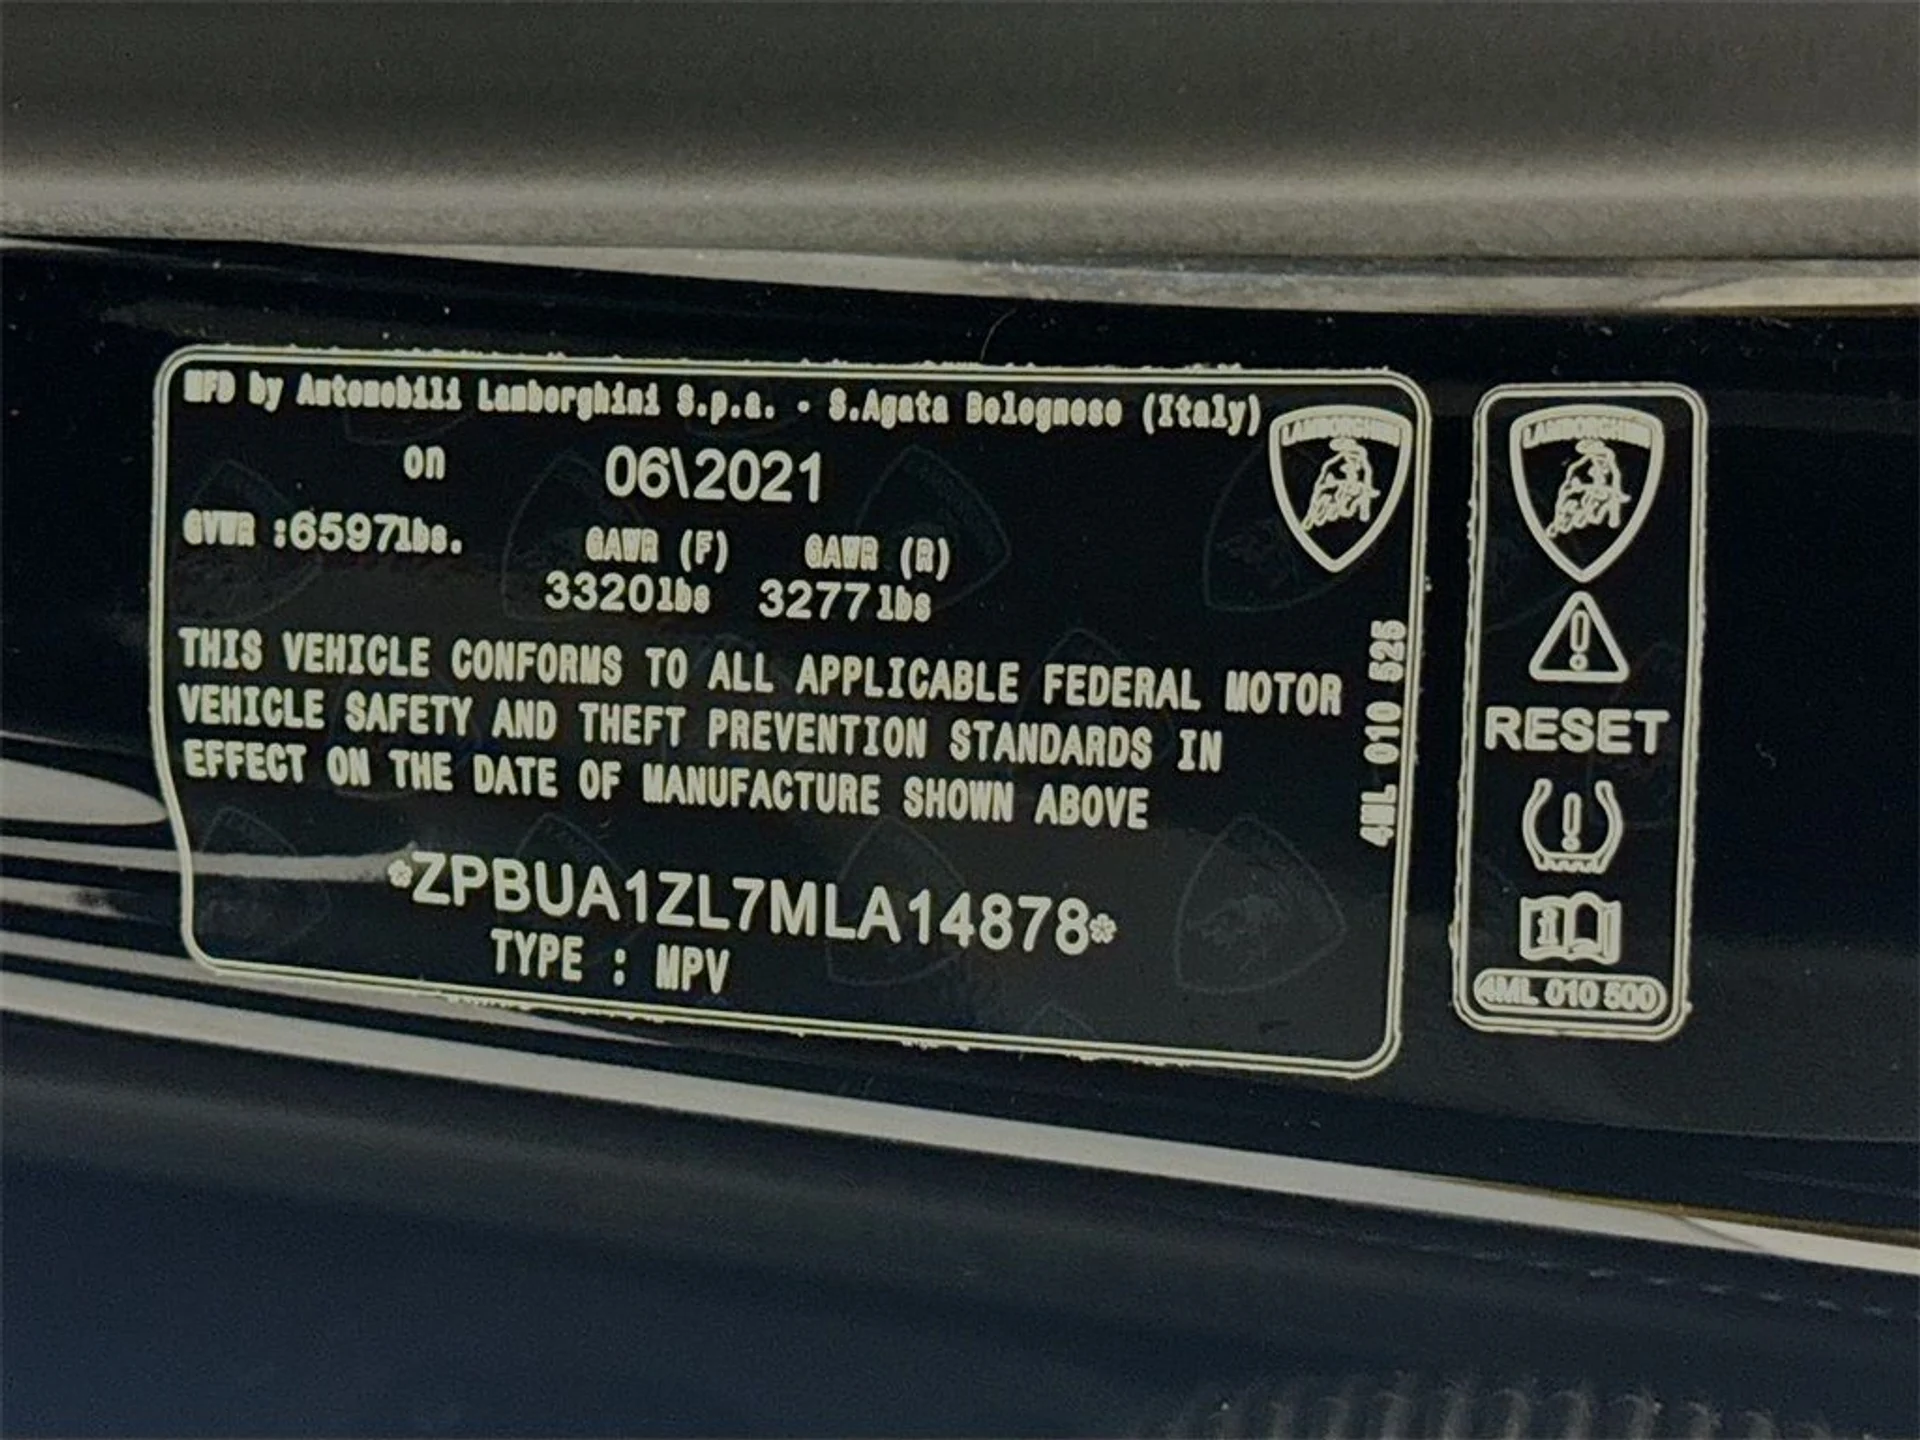 MFD by Automobili Lamborghini S.p.a. - S.Agata Bolognese (Italy)
on 06\2021
GVWR :6597lbs. GAWR (F) GAWR (R)
3320lbs 3277lbs
THIS VEHICLE CONFORMS TO ALL APPLICABLE FEDERAL MOTOR
VEHICLE SAFETY AND THEFT PREVENTION STANDARDS IN
EFFECT ON THE DATE OF MANUFACTURE SHOWN ABOVE
*ZPBUA1ZL7MLA14878*
TYPE : MPV
LAMBORGHINI
4ML 010 525
LAMBORGHINI
RESET
4ML 010 500